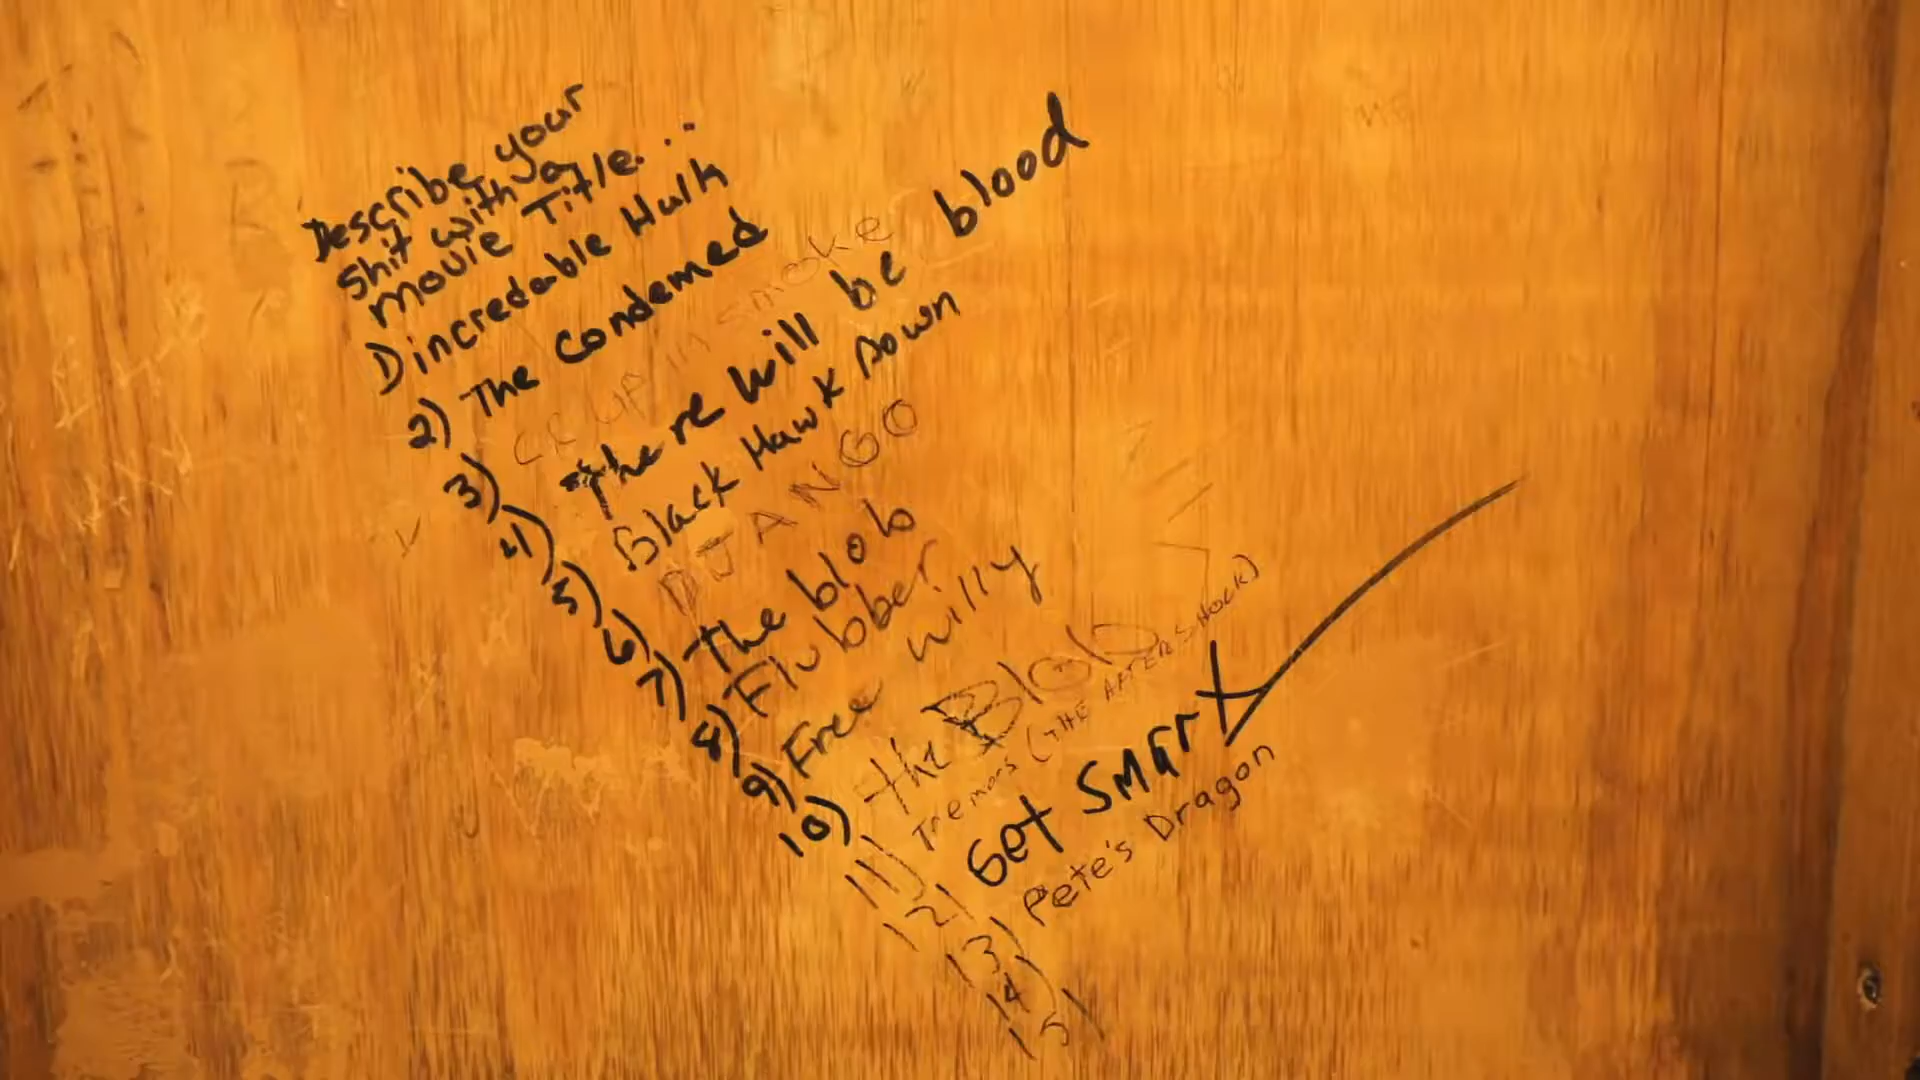 Describe your
shit with a
movie Title...
1) incredable Hulk
2) The Condemed
3) UP IN SMOKE
4) There will be blood
5) Black Hawk Down
6) DJANGO
7) The blob
8) Flubber
9) Free willy
10) the Blob
11) Tremors (THE AFTERSHOCK)
12) Get Smart
13) Pete's Dragon
14)
15)